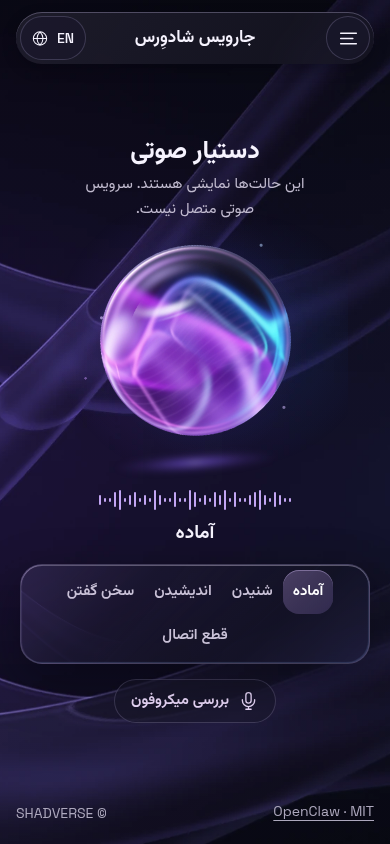 جارویس شادوِرس
EN
دستیار صوتی
این حالت‌ها نمایشی هستند. سرویس
صوتی متصل نیست.
آماده
آماده شنیدن اندیشیدن سخن گفتن
قطع اتصال
بررسی میکروفون
OpenClaw · MIT
SHADVERSE ©